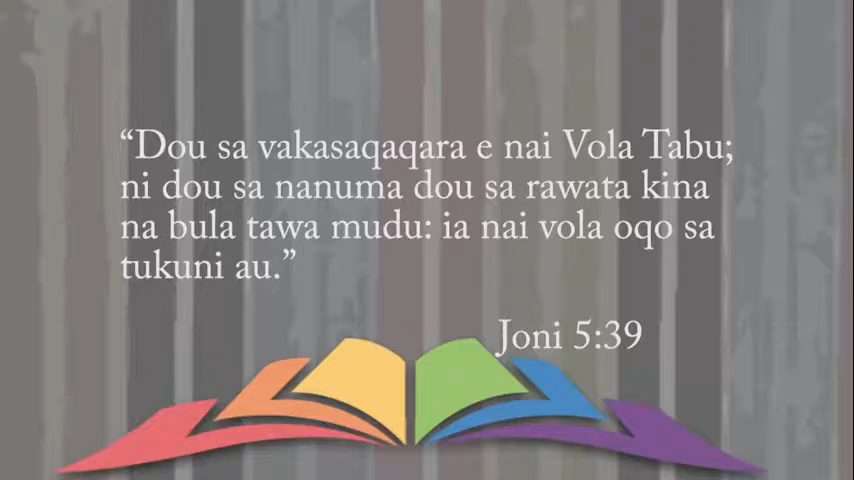 “Dou sa vakasaqaqara e nai Vola Tabu;
ni dou sa nanuma dou sa rawata kina
na bula tawa mudu: ia nai vola oqo sa
tukuni au.”
Joni 5:39